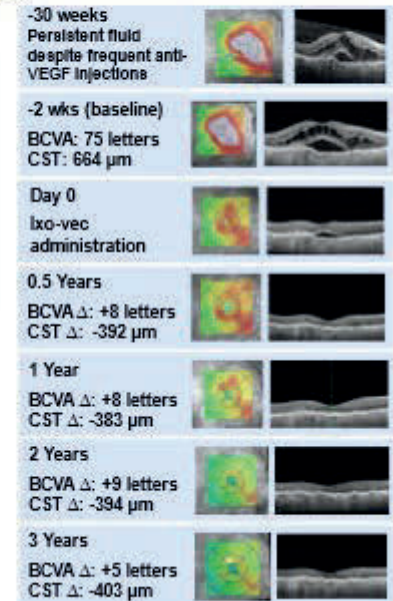 -30 weeks
Persistent fluid
despite frequent anti-
VEGF injections
-2 wks (baseline)
BCVA: 75 letters
CST: 664 µm
Day 0
Ixo-vec
administration
0.5 Years
BCVA Δ: +8 letters
CST Δ: -392 µm
1 Year
BCVA Δ: +8 letters
CST Δ: -383 µm
2 Years
BCVA Δ: +9 letters
CST Δ: -394 µm
3 Years
BCVA Δ: +5 letters
CST Δ: -403 µm